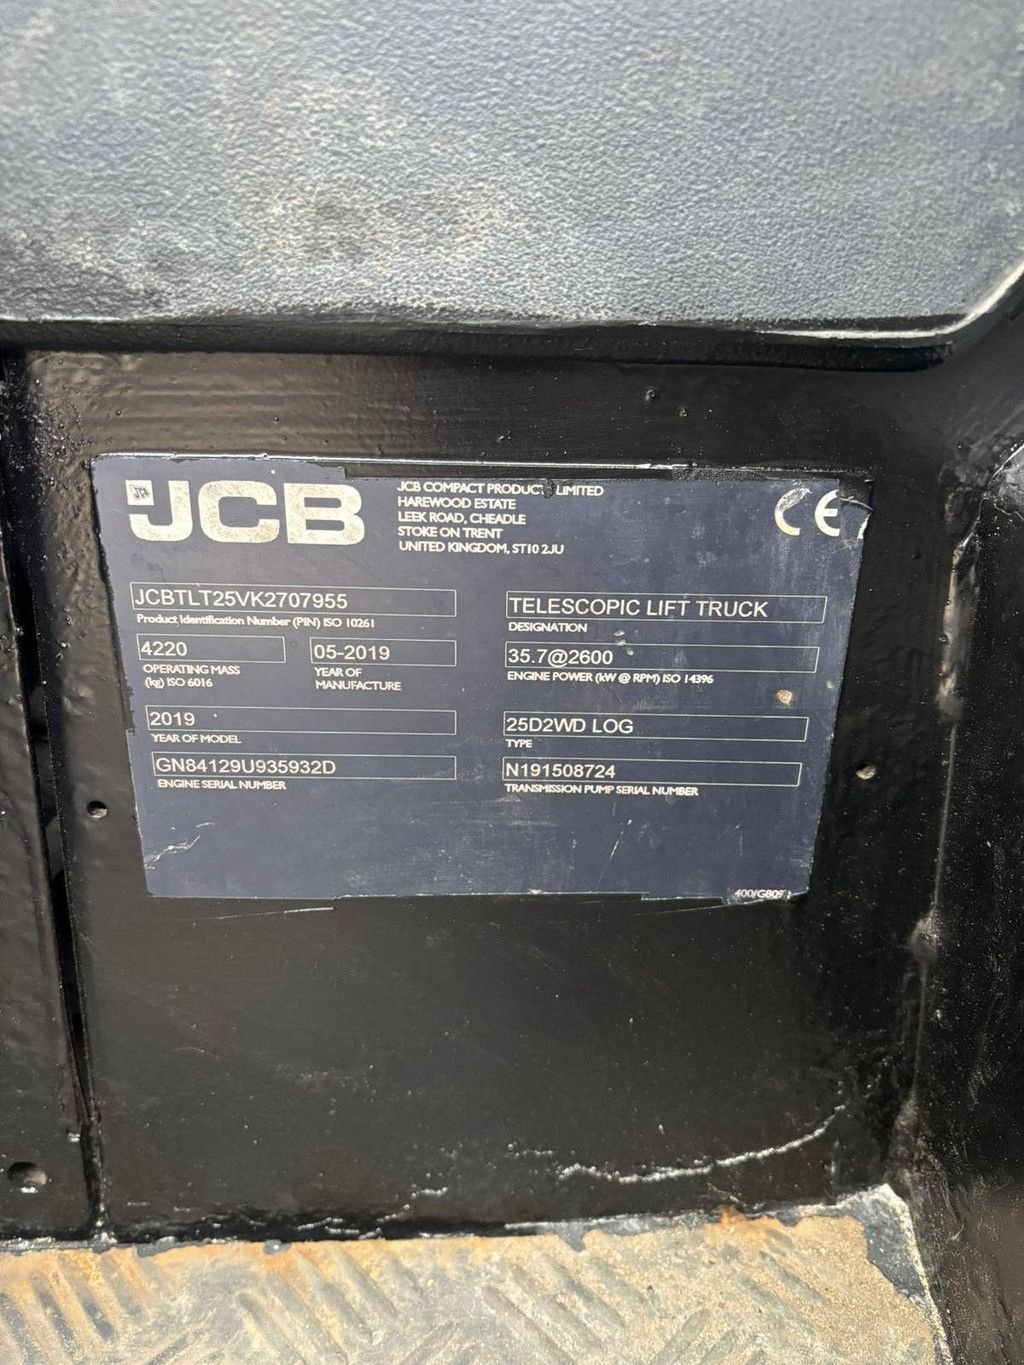 JCB
JCB COMPACT PRODUCTS LIMITED
HAREWOOD ESTATE
LEEK ROAD, CHEADLE
STOKE ON TRENT
UNITED KINGDOM, ST10 2JU
CE
JCBTLT25VK2707955
Product Identification Number (PIN) ISO 10261
TELESCOPIC LIFT TRUCK
DESIGNATION
4220
OPERATING MASS
(kg) ISO 6016
05-2019
YEAR OF
MANUFACTURE
35.7@2600
ENGINE POWER (kW @ RPM) ISO 14396
2019
YEAR OF MODEL
25D2WD LOG
TYPE
GN84129U935932D
ENGINE SERIAL NUMBER
N191508724
TRANSMISSION PUMP SERIAL NUMBER